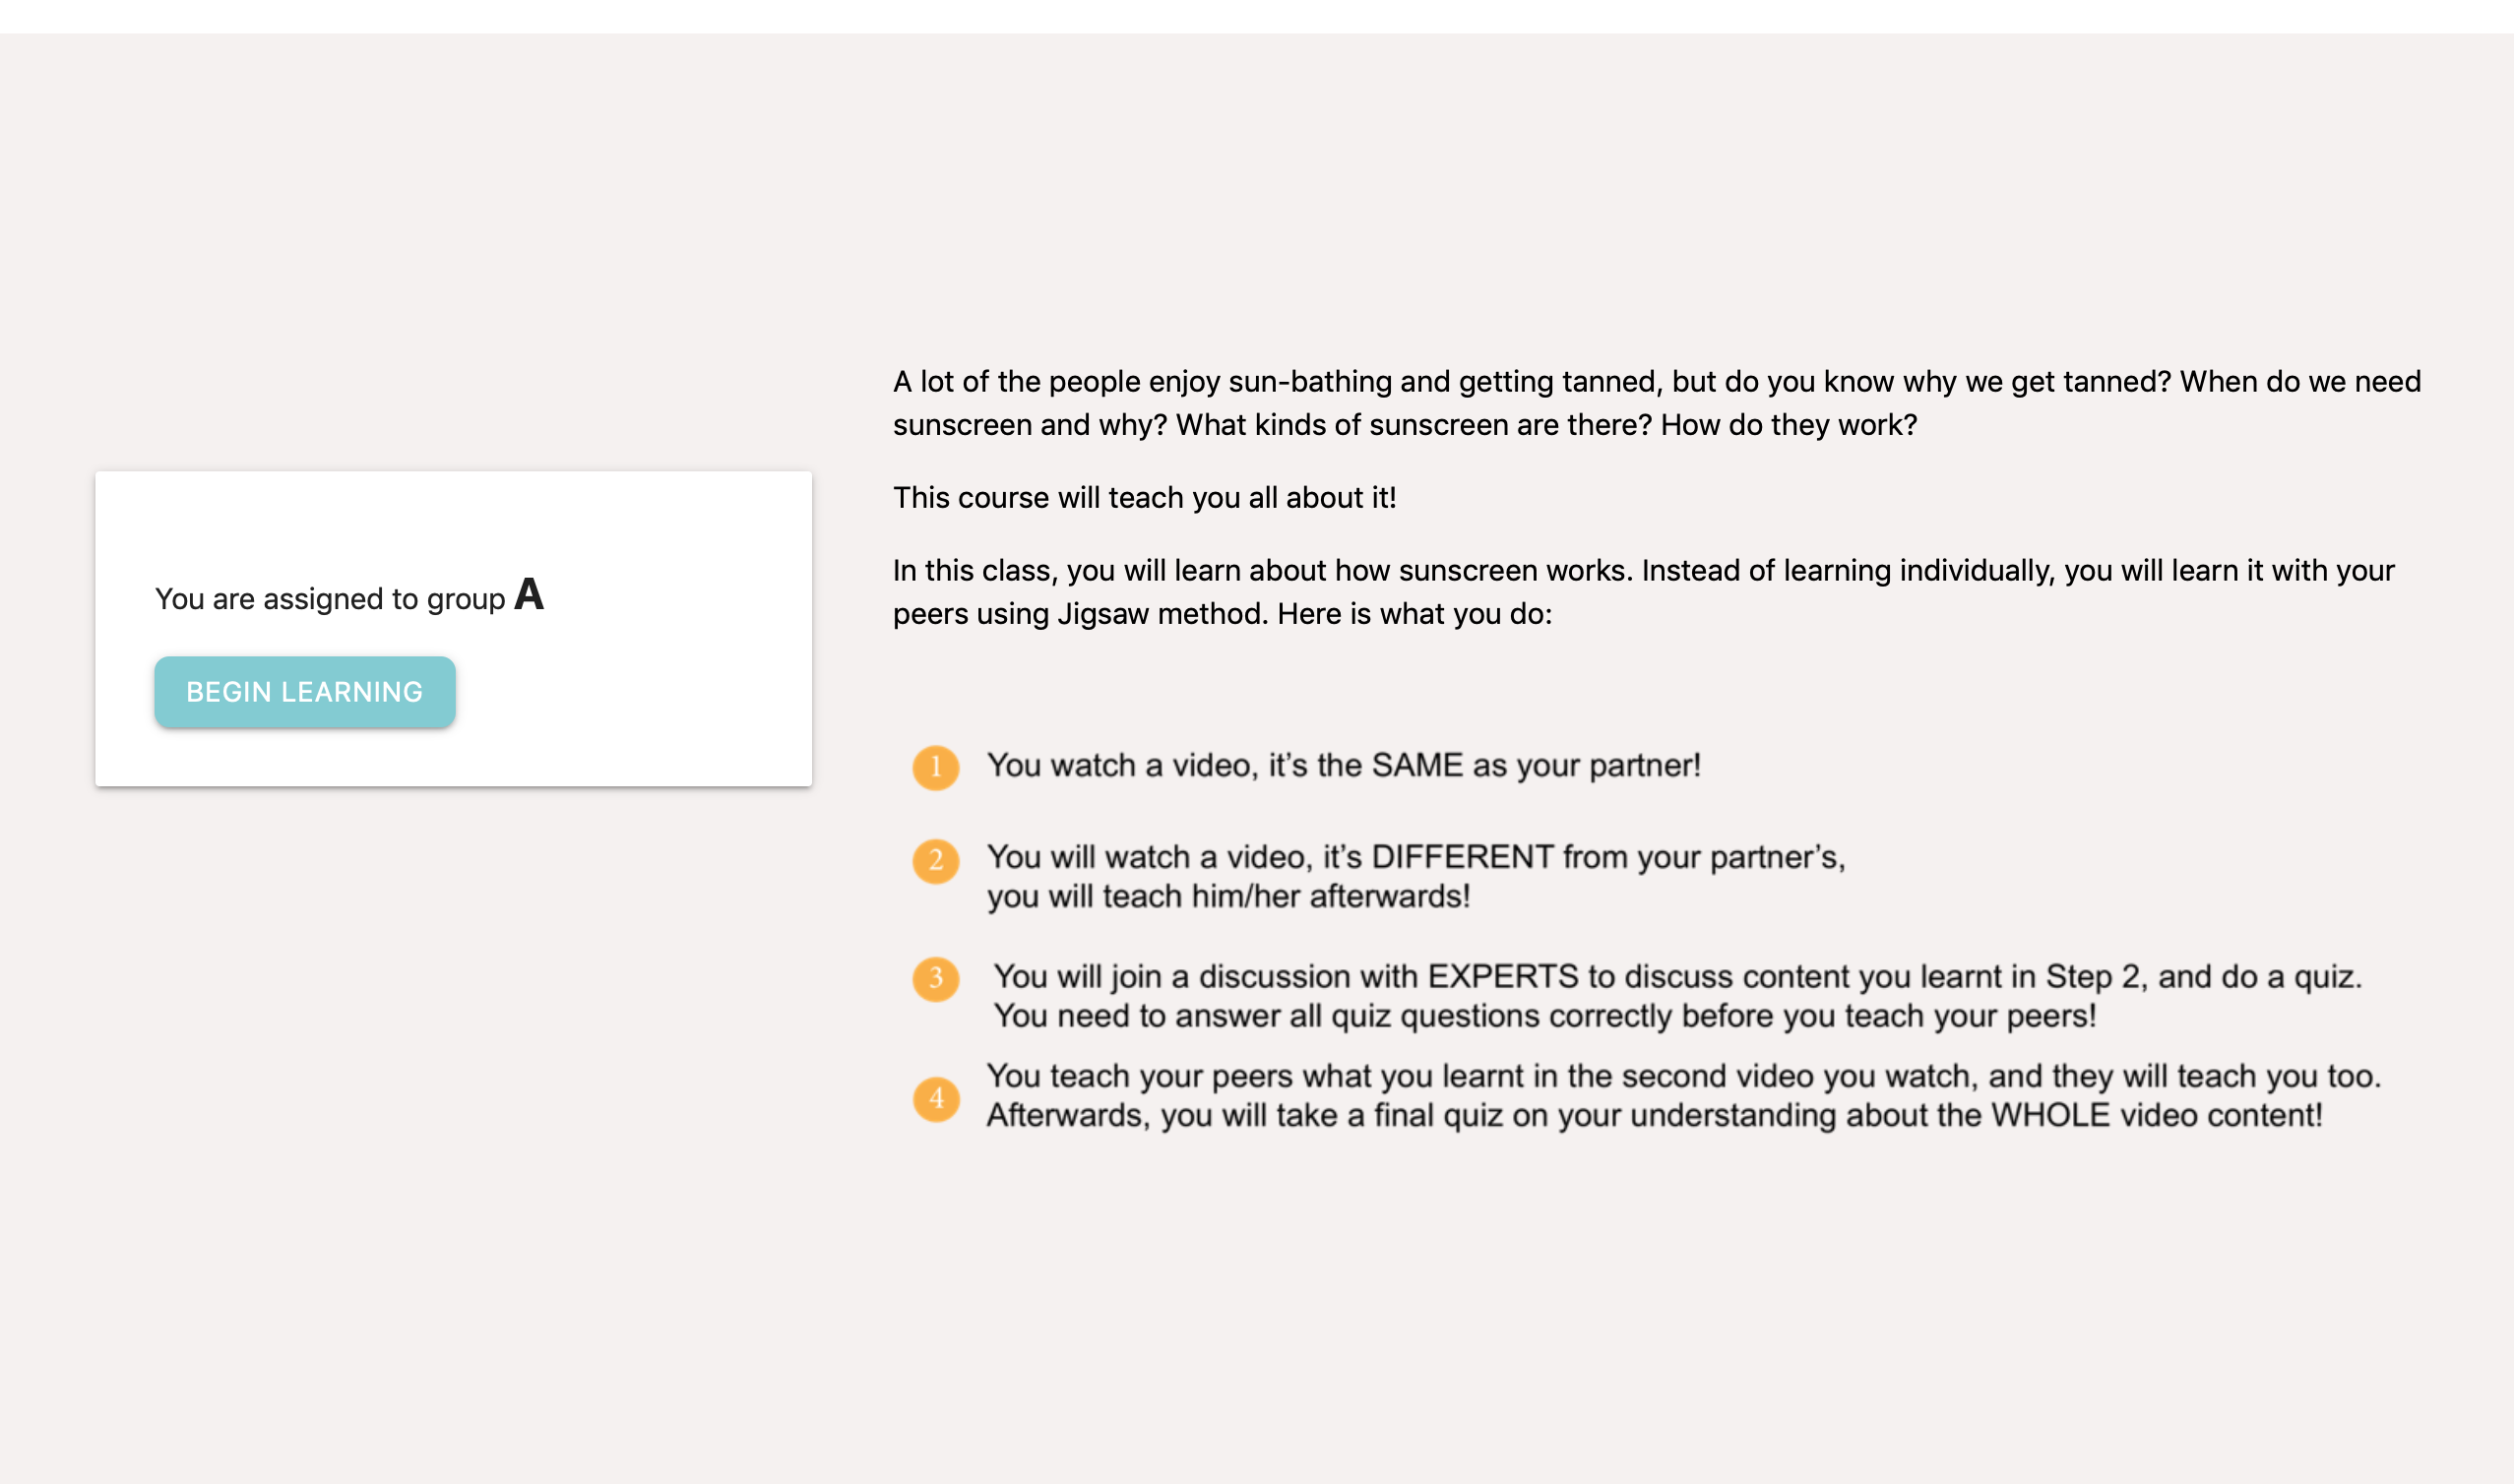 You are assigned to group A
BEGIN LEARNING
A lot of the people enjoy sun-bathing and getting tanned, but do you know why we get tanned? When do we need
sunscreen and why? What kinds of sunscreen are there? How do they work?
This course will teach you all about it!
In this class, you will learn about how sunscreen works. Instead of learning individually, you will learn it with your
peers using Jigsaw method. Here is what you do:
1 You watch a video, it’s the SAME as your partner!
2 You will watch a video, it’s DIFFERENT from your partner’s,
you will teach him/her afterwards!
3 You will join a discussion with EXPERTS to discuss content you learnt in Step 2, and do a quiz.
You need to answer all quiz questions correctly before you teach your peers!
4 You teach your peers what you learnt in the second video you watch, and they will teach you too.
Afterwards, you will take a final quiz on your understanding about the WHOLE video content!